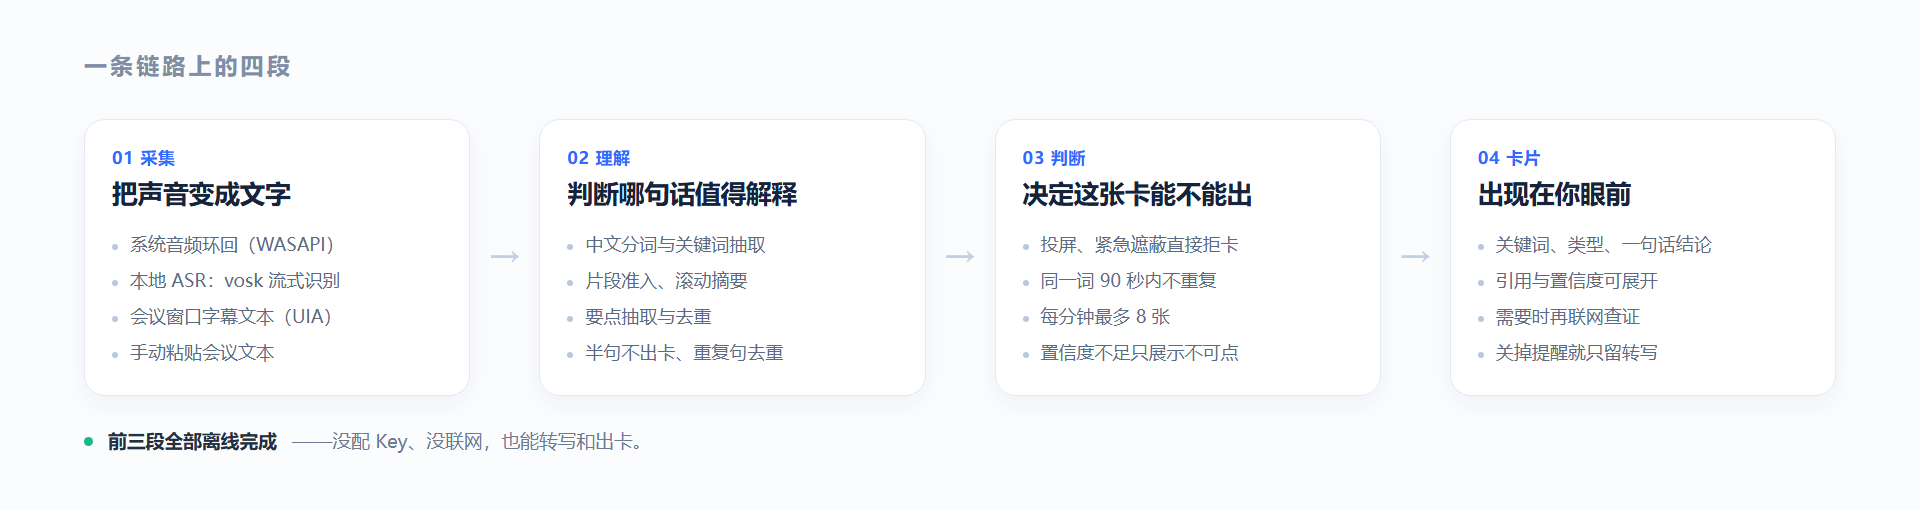 一条链路上的四段
01 采集
把声音变成文字
系统音频环回（WASAPI）
本地 ASR：vosk 流式识别
会议窗口字幕文本（UIA）
手动粘贴会议文本
→
02 理解
判断哪句话值得解释
中文分词与关键词抽取
片段准入、滚动摘要
要点抽取与去重
半句不出卡、重复句去重
→
03 判断
决定这张卡能不能出
投屏、紧急遮蔽直接拒卡
同一词 90 秒内不重复
每分钟最多 8 张
置信度不足只展示不可点
→
04 卡片
出现在你眼前
关键词、类型、一句话结论
引用与置信度可展开
需要时再联网查证
关掉提醒就只留转写
前三段全部离线完成 ——没配 Key、没联网，也能转写和出卡。